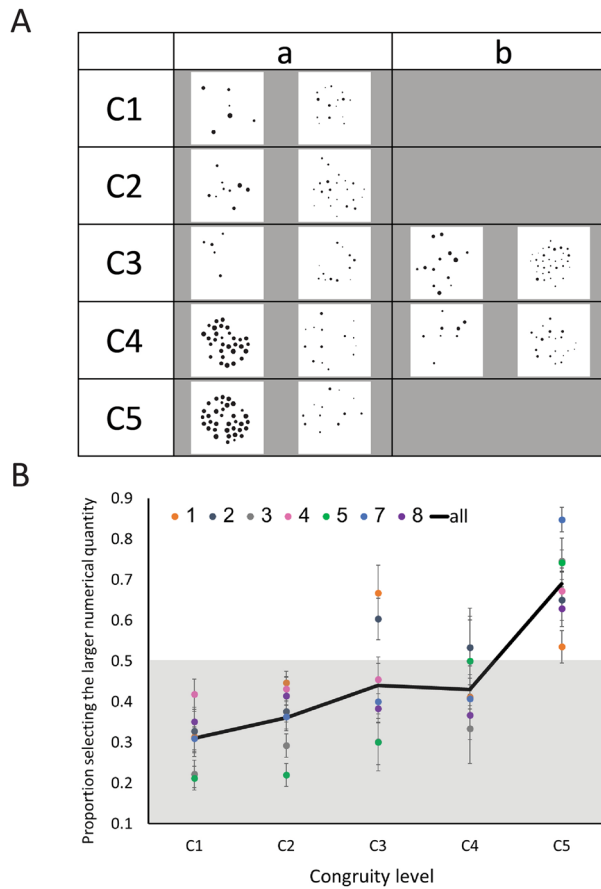 A
a b
C1
C2
C3
C4
C5
B
0.9
1 2 3 4 5 7 8 all
0.8
0.7
0.6
0.5
0.4
0.3
0.2
0.1
Proportion selecting the larger numerical quantity
C1 C2 C3 C4 C5
Congruity level